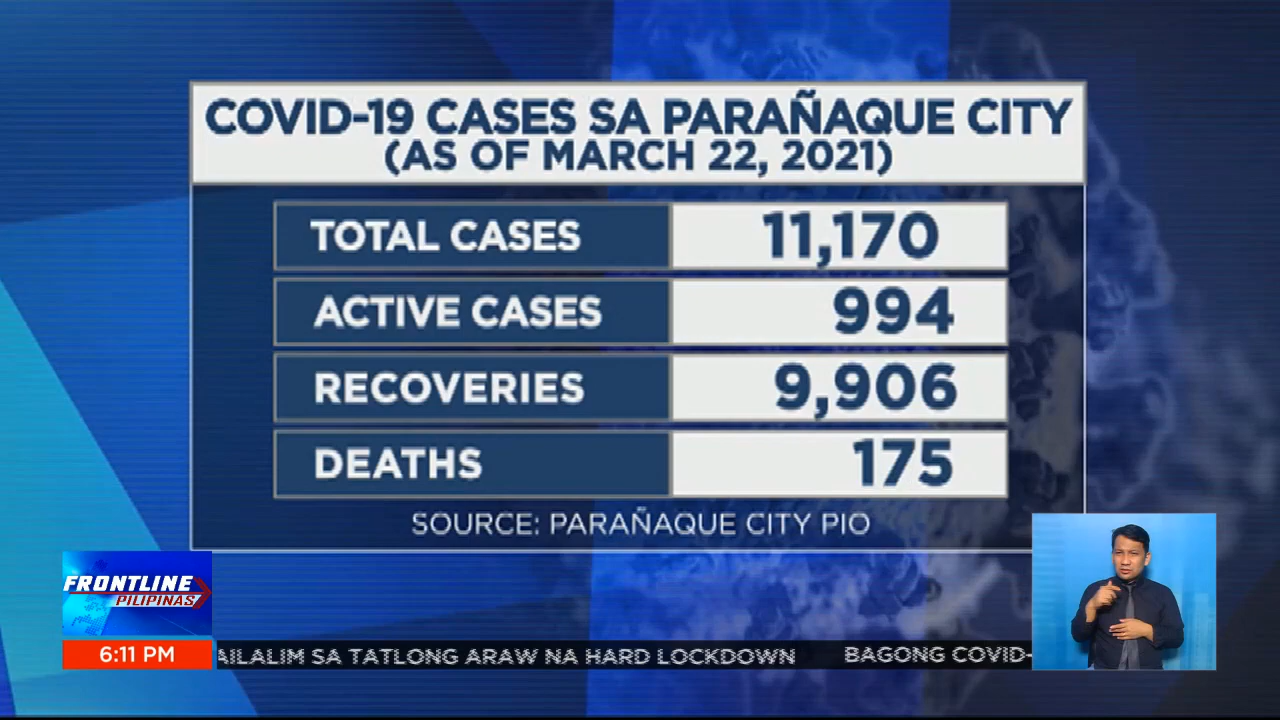 COVID-19 CASES SA PARAÑAQUE CITY
(AS OF MARCH 22, 2021)
TOTAL CASES 11,170
ACTIVE CASES 994
RECOVERIES 9,906
DEATHS 175
SOURCE: PARAÑAQUE CITY PIO
FRONTLINE
PILIPINAS
6:11 PM
AILALIM SA TATLONG ARAW NA HARD LOCKDOWN BAGONG COVID-